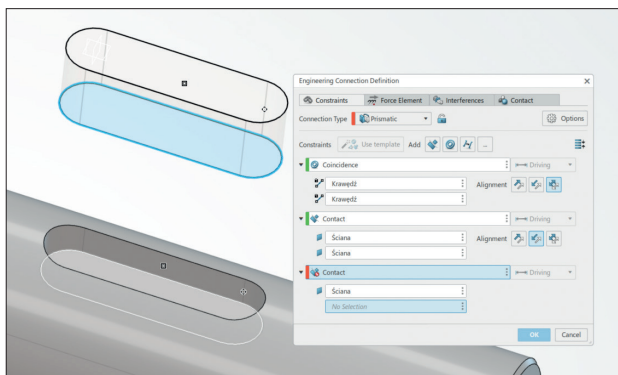 Engineering Connection Definition
Constraints Force Element Interferences Contact
Connection Type Prismatic Options
Constraints Use template Add ...
Coincidence Driving
Krawędź Alignment
Krawędź
Contact Driving
Ściana Alignment
Ściana
Contact Driving
Ściana
No Selection
OK Cancel